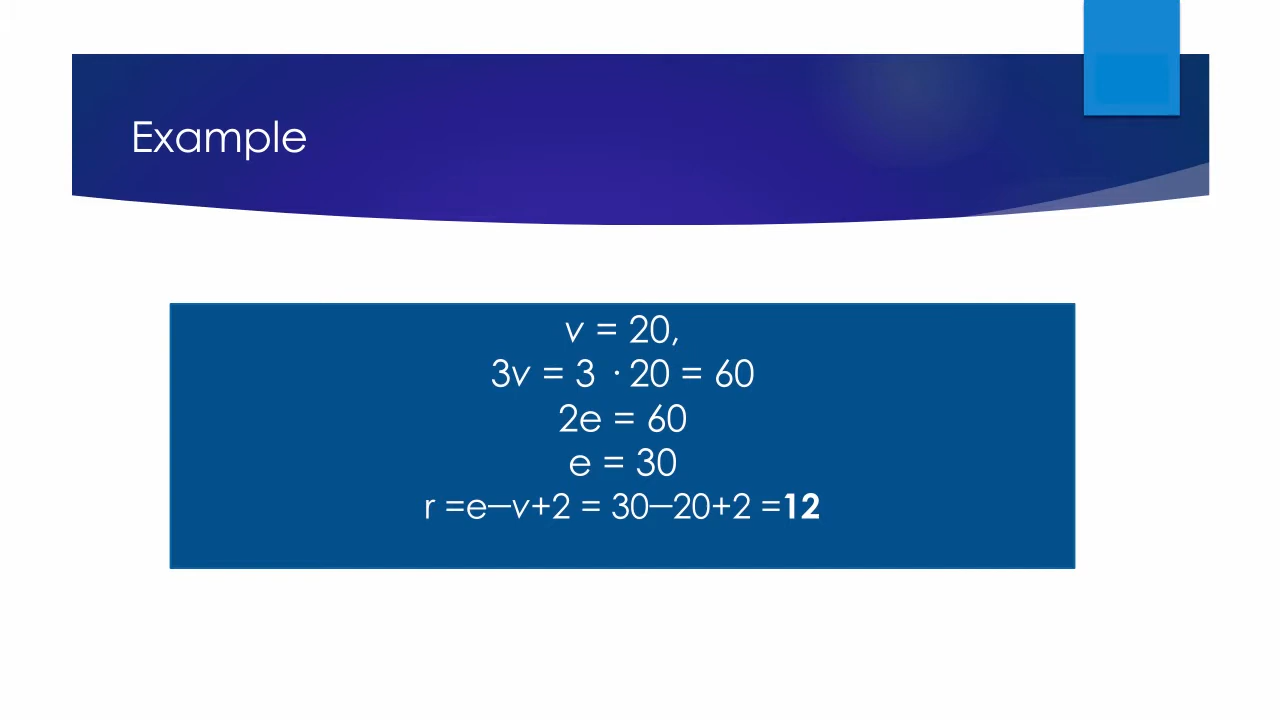 Example
v = 20,
3v = 3 · 20 = 60
2e = 60
e = 30
r =e−v+2 = 30−20+2 =12